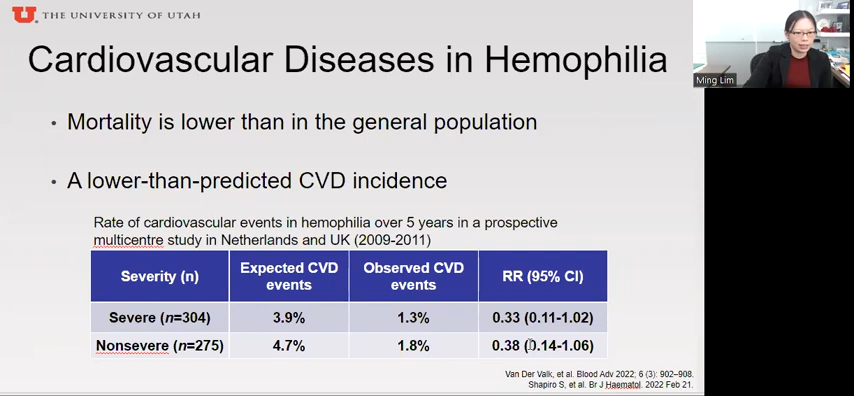 THE UNIVERSITY OF UTAH
Cardiovascular Diseases in Hemophilia
Ming Lim
• Mortality is lower than in the general population
• A lower-than-predicted CVD incidence
Rate of cardiovascular events in hemophilia over 5 years in a prospective
multicentre study in Netherlands and UK (2009-2011)
Severity (n) Expected CVD events Observed CVD events RR (95% CI)
Severe (n=304) 3.9% 1.3% 0.33 (0.11-1.02)
Nonsevere (n=275) 4.7% 1.8% 0.38 (0.14-1.06)
Van Der Valk, et al. Blood Adv 2022; 6 (3): 902–908.
Shapiro S, et al. Br J Haematol. 2022 Feb 21.